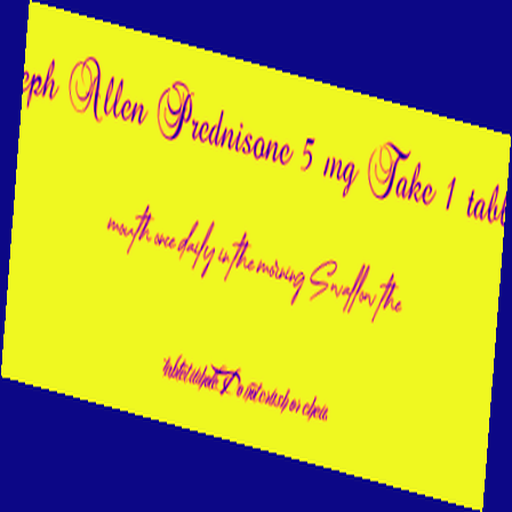 eph Allen Prednisone 5 mg Take 1 tabl
mouth once daily in the morning Swallow the
tablet whole Do not crush or chew